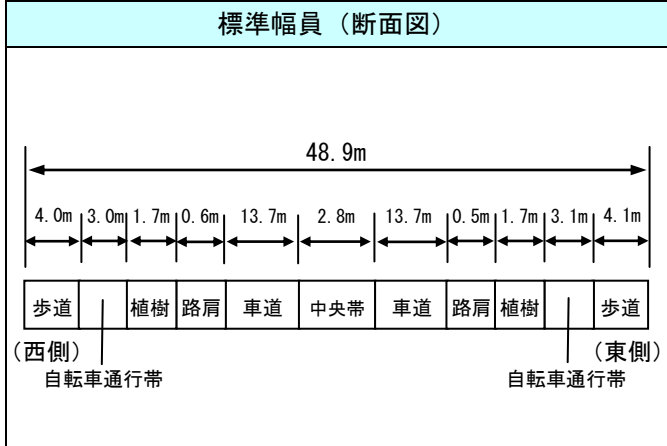 標準幅員（断面図）
48.9m
4.0m 3.0m 1.7m 0.6m 13.7m 2.8m 13.7m 0.5m 1.7m 3.1m 4.1m
歩道 植樹 路肩 車道 中央帯 車道 路肩 植樹 歩道
（西側） （東側）
自転車通行帯 自転車通行帯